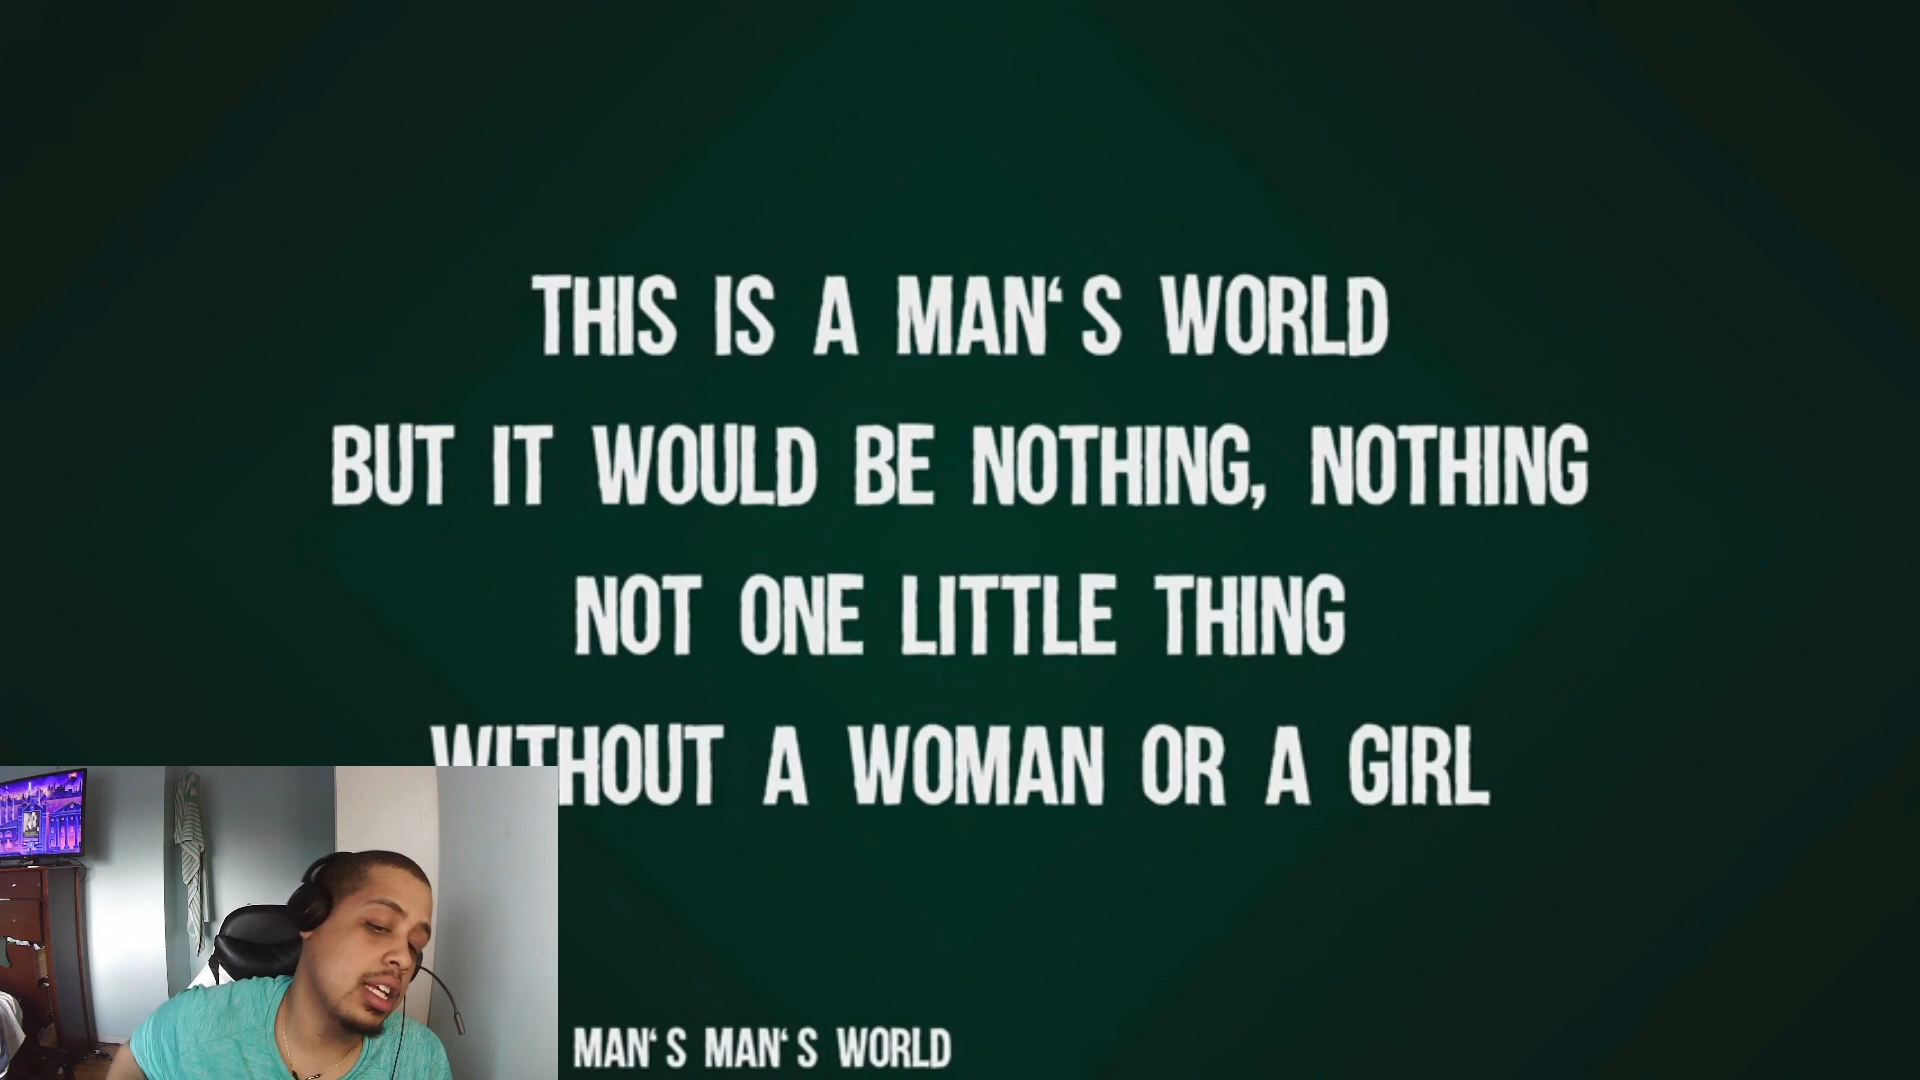 THIS IS A MAN‘S WORLD
BUT IT WOULD BE NOTHING, NOTHING
NOT ONE LITTLE THING
WITHOUT A WOMAN OR A GIRL
MAN‘S MAN‘S WORLD